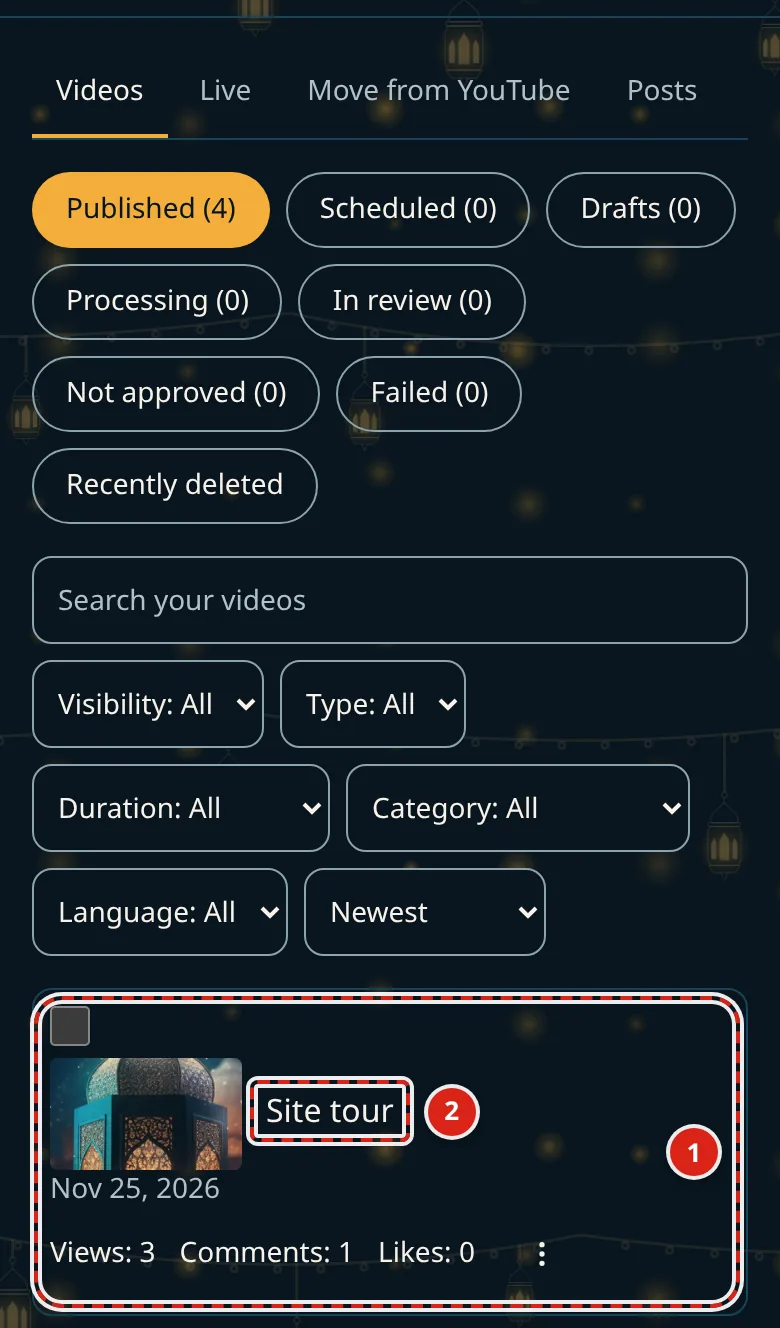 Videos Live Move from YouTube Posts
Published (4) Scheduled (0) Drafts (0)
Processing (0) In review (0)
Not approved (0) Failed (0)
Recently deleted
Search your videos
Visibility: All Type: All
Duration: All Category: All
Language: All Newest
Site tour 2
1
Nov 25, 2026
Views: 3 Comments: 1 Likes: 0